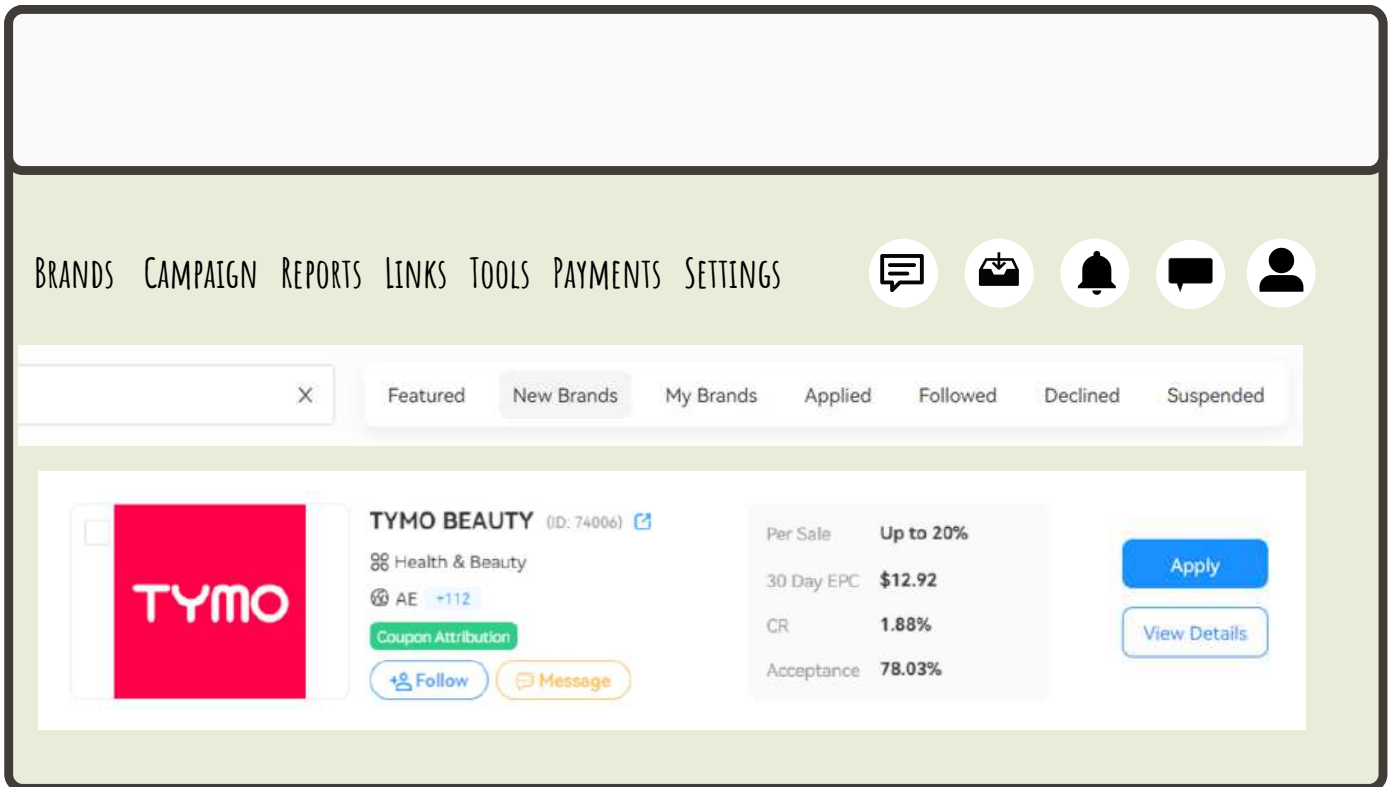 Brands Campaign Reports Links Tools Payments Settings
Featured New Brands My Brands Applied Followed Declined Suspended
TYMO
TYMO BEAUTY (ID: 74006)
Health & Beauty
AE +112
Coupon Attribution
Follow Message
Per Sale Up to 20%
30 Day EPC $12.92
CR 1.88%
Acceptance 78.03%
Apply
View Details